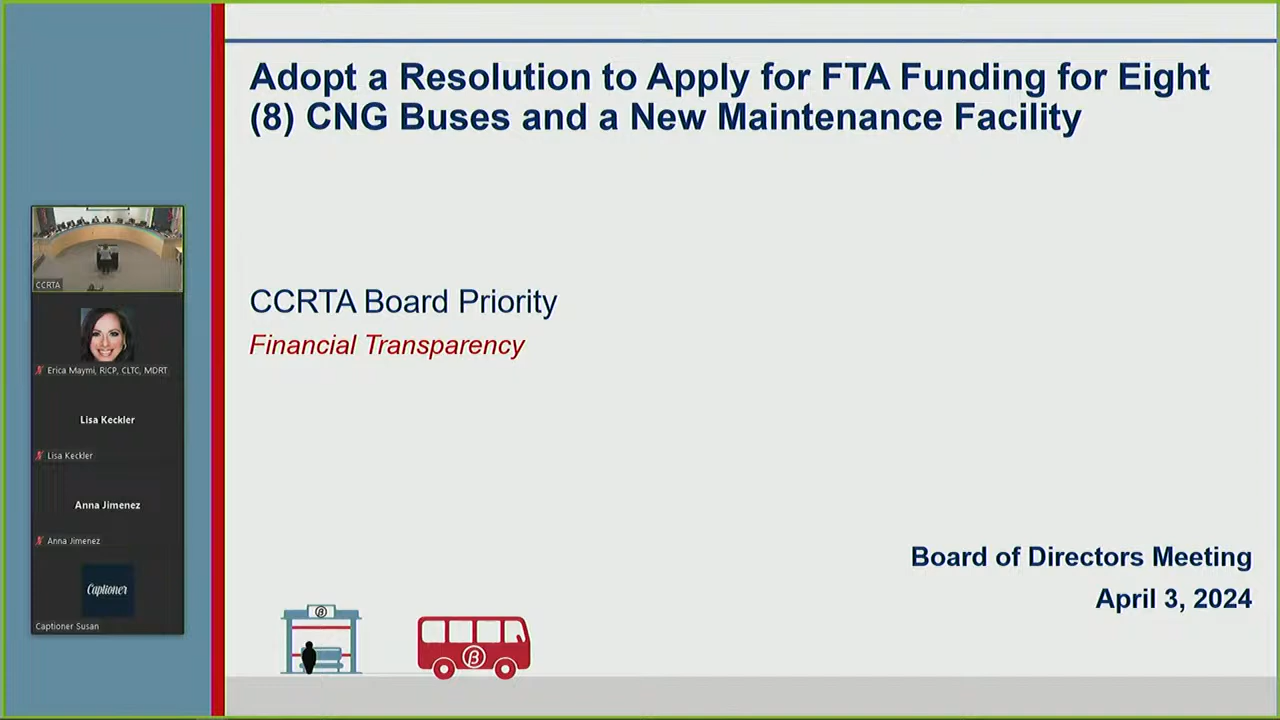 Adopt a Resolution to Apply for FTA Funding for Eight
(8) CNG Buses and a New Maintenance Facility
CCRTA Board Priority
Financial Transparency
Board of Directors Meeting
April 3, 2024
CCRTA
Erica Maymi, RICP, CLTC, MDRT
Lisa Keckler
Lisa Keckler
Anna Jimenez
Anna Jimenez
Captioner
Captioner Susan